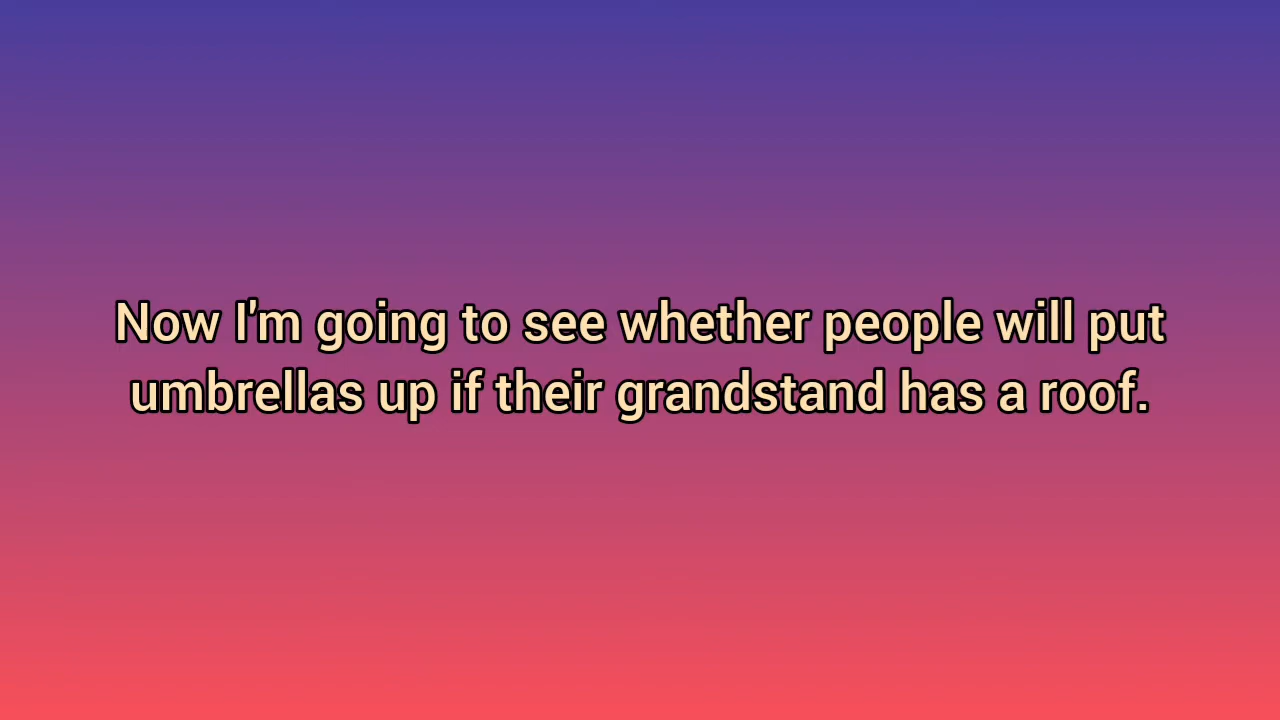 Now I'm going to see whether people will put
umbrellas up if their grandstand has a roof.